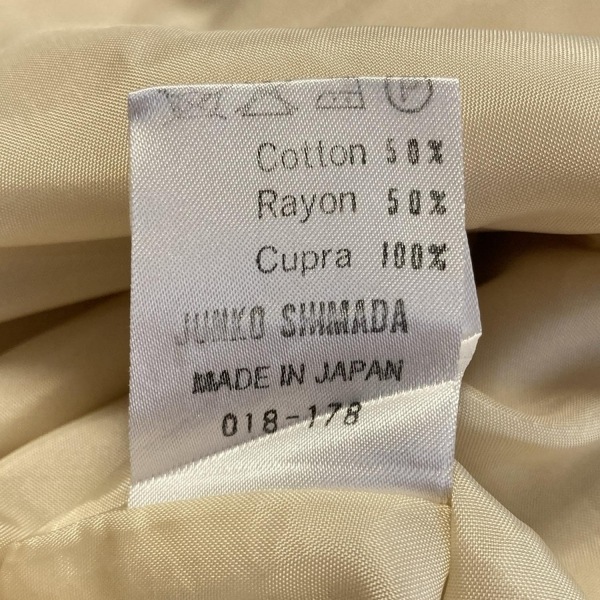 P
Cotton 50%
Rayon 50%
Cupra 100%
JUNKO SHIMADA
MADE IN JAPAN
018-178